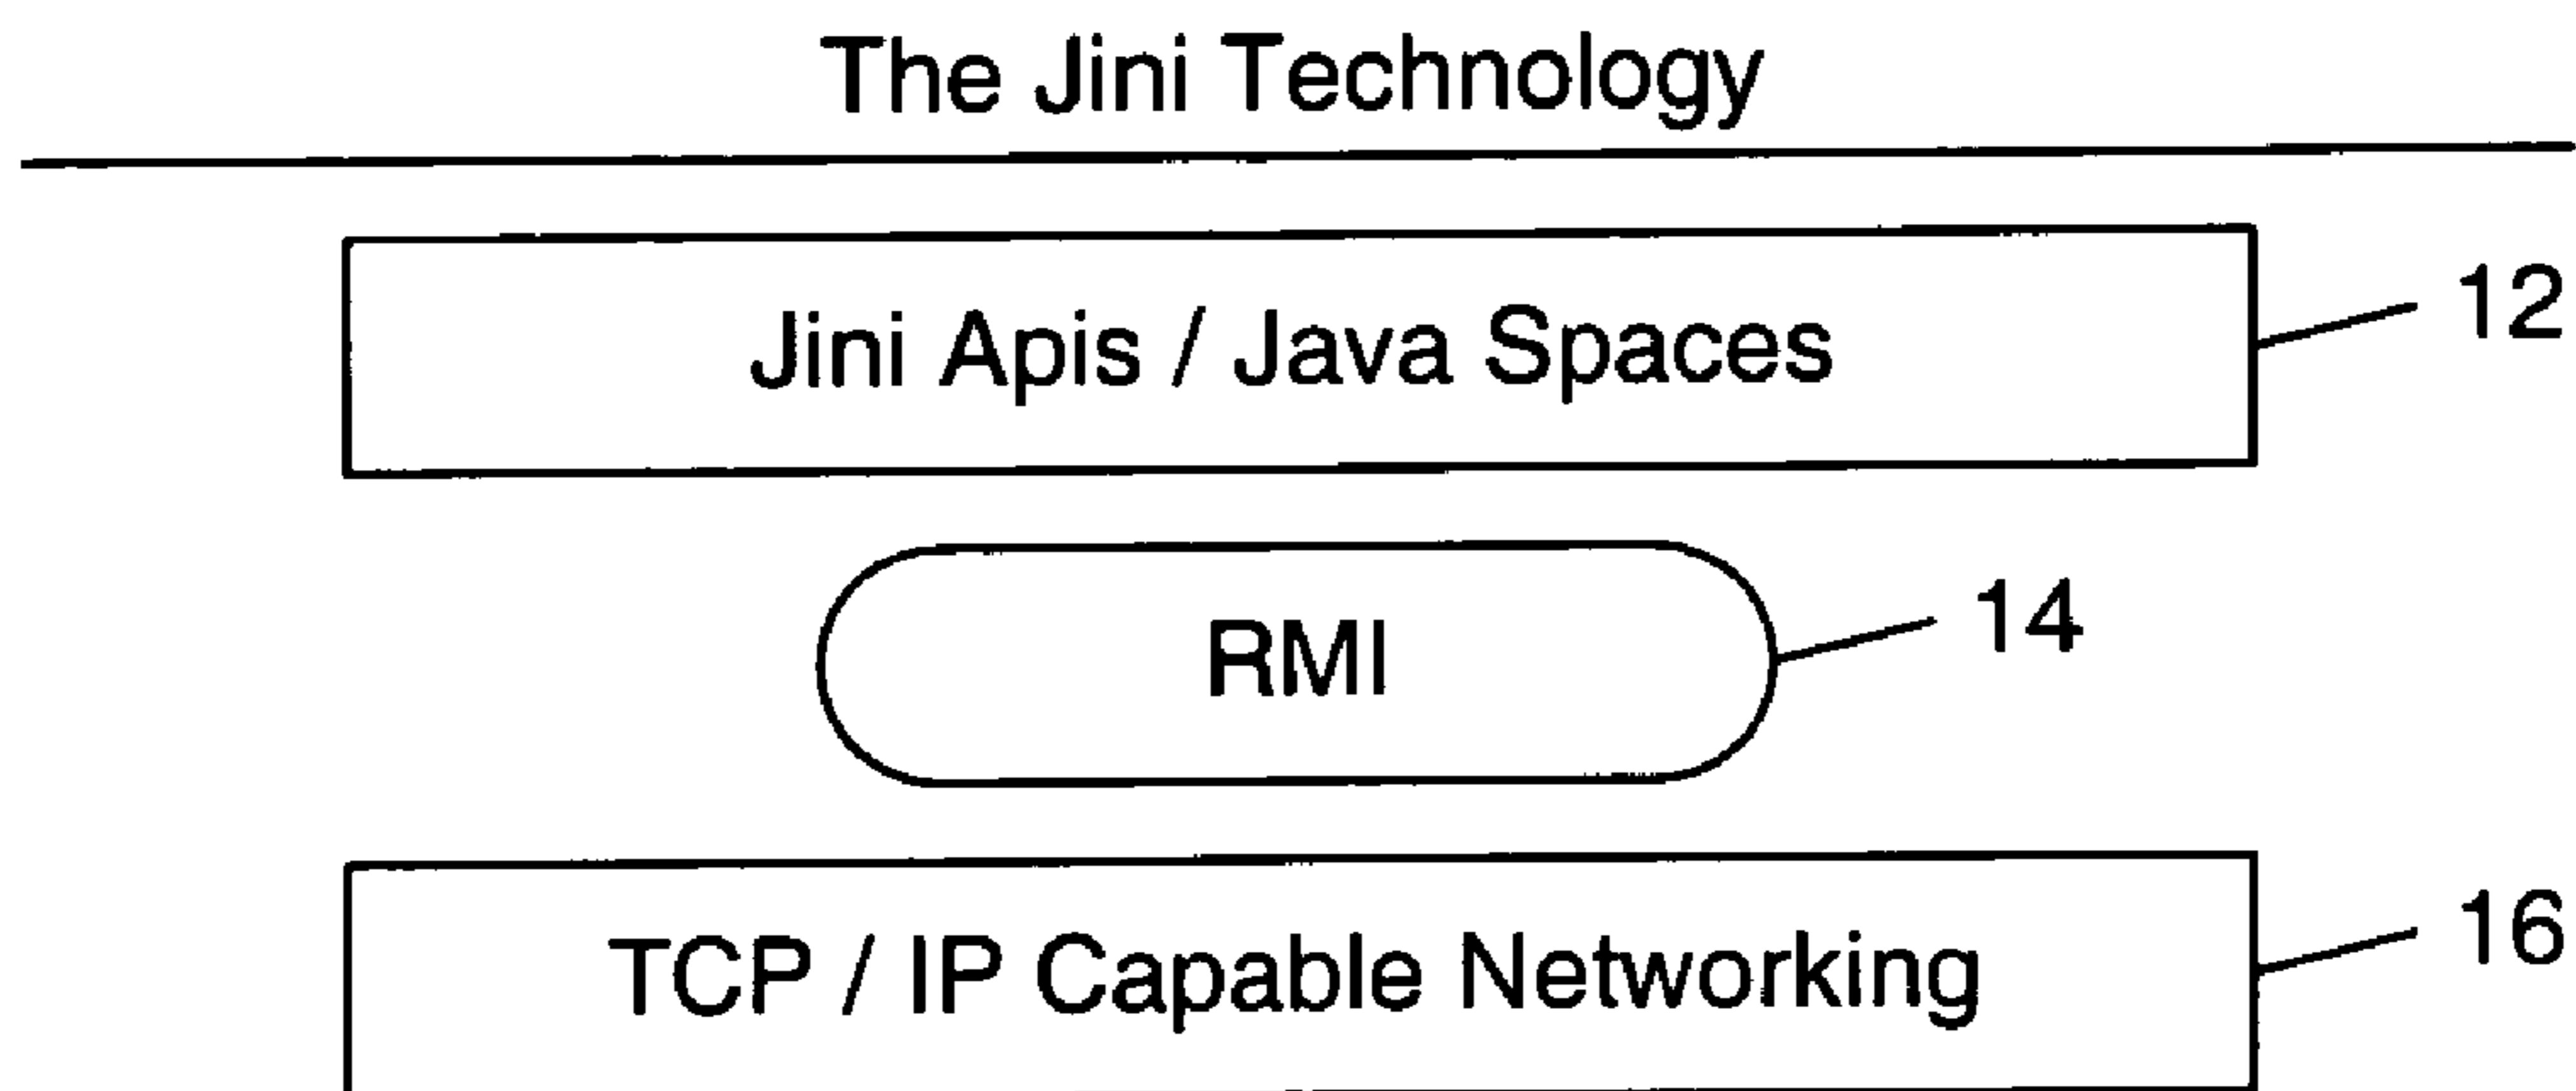 The Jini Technology
Jini Apis / Java Spaces
12
RMI
14
TCP / IP Capable Networking
16